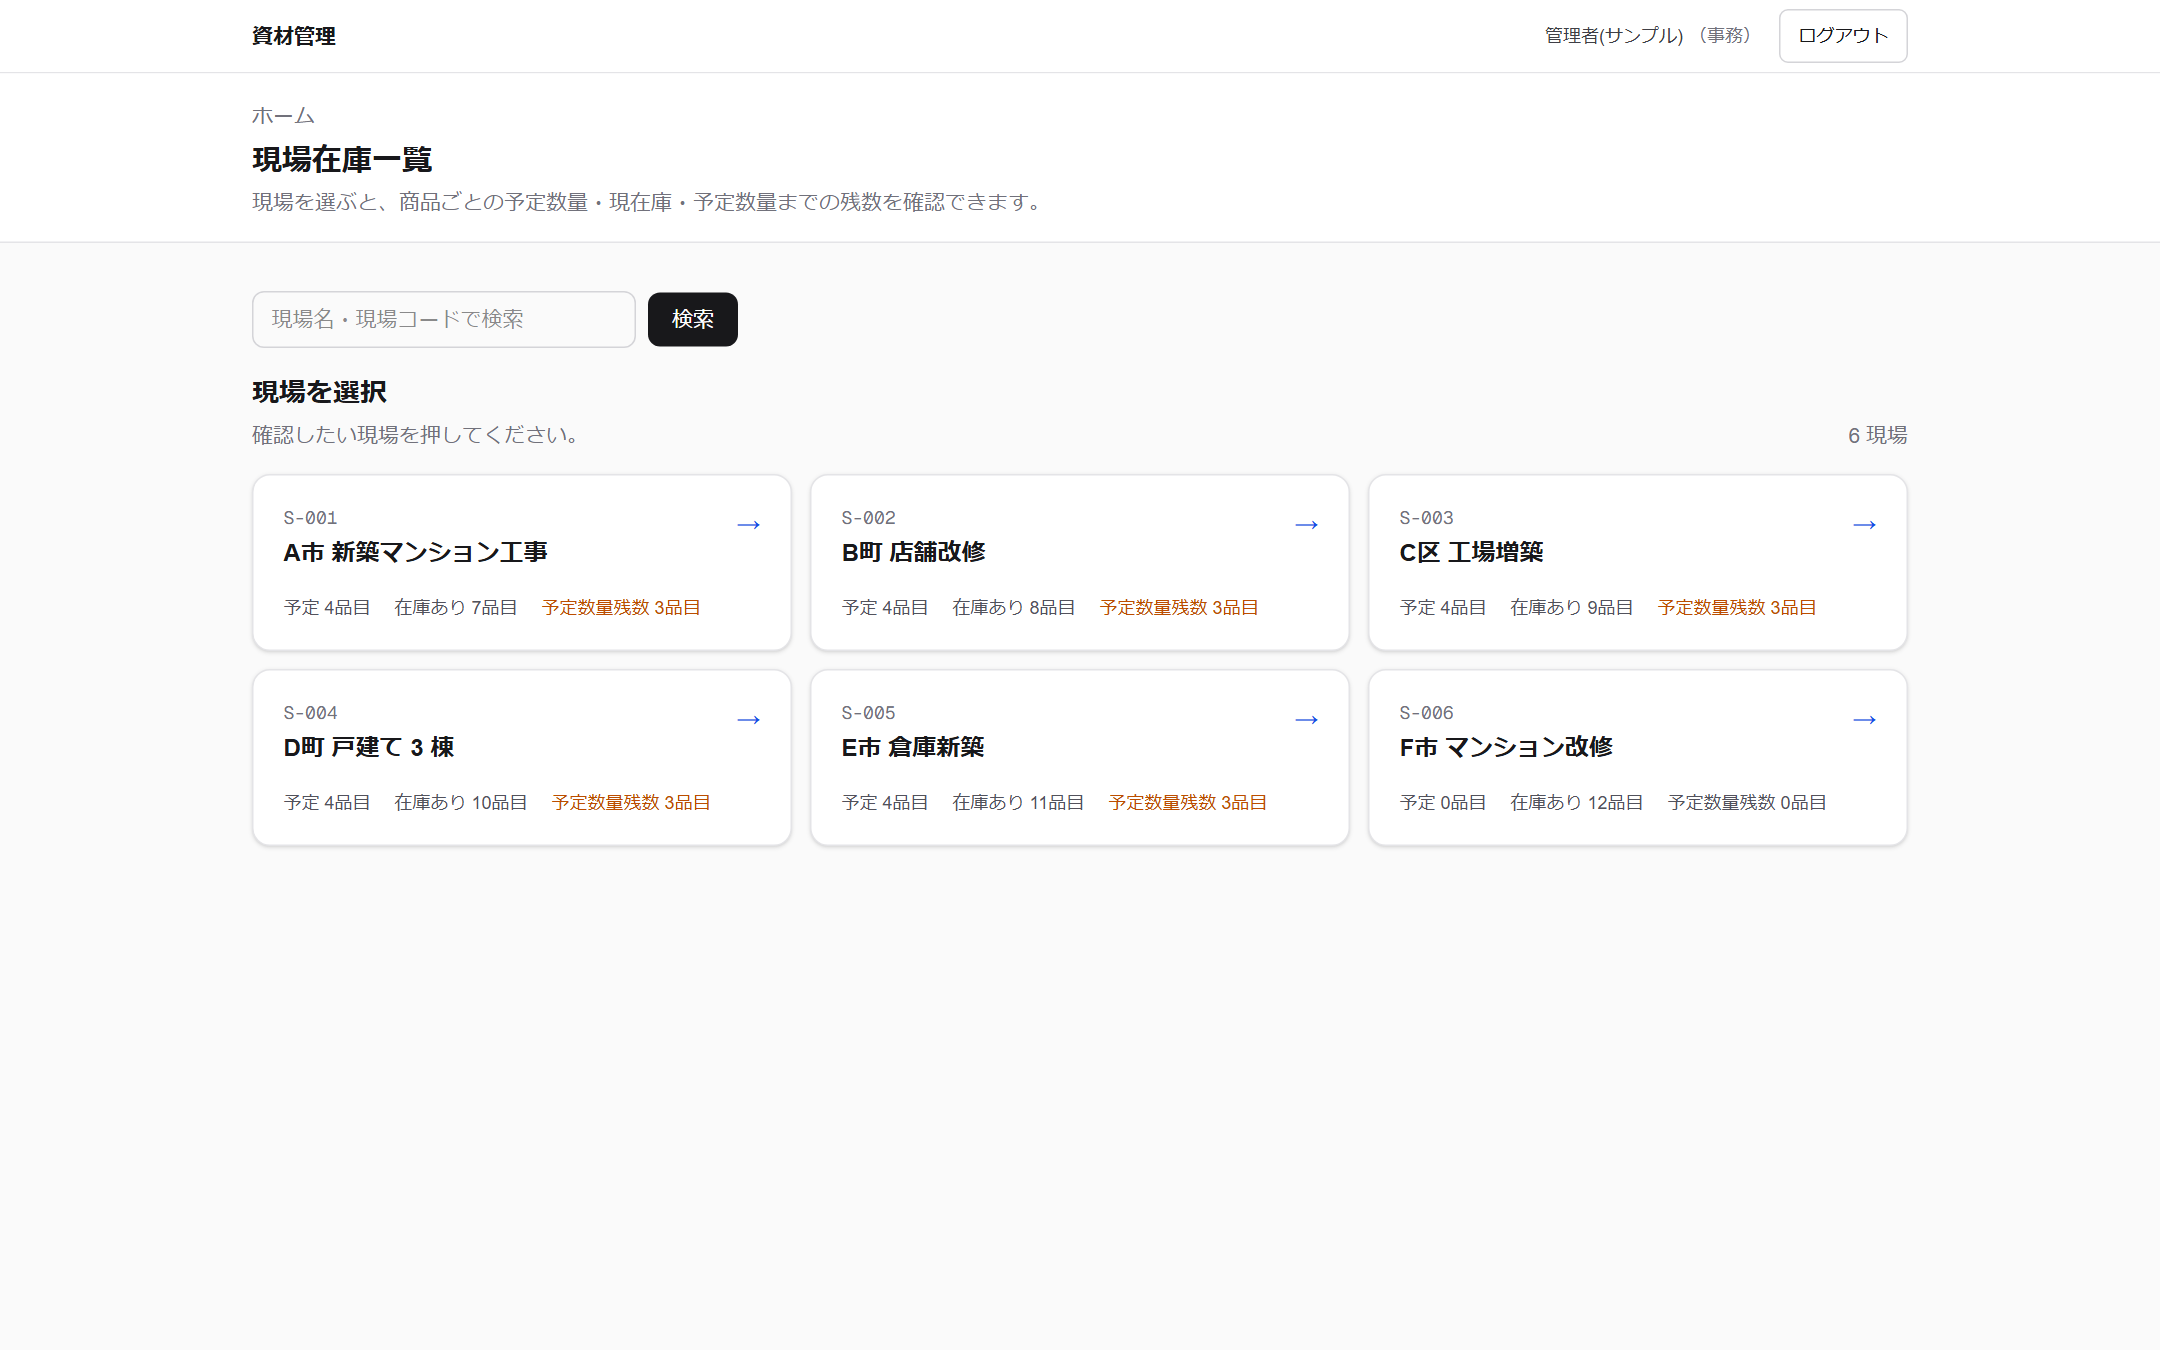 資材管理
管理者(サンプル) （事務） ログアウト
ホーム
現場在庫一覧
現場を選ぶと、商品ごとの予定数量・現在庫・予定数量までの残数を確認できます。
現場名・現場コードで検索 検索
現場を選択
確認したい現場を押してください。 6 現場
S-001 →
A市 新築マンション工事
予定 4品目 在庫あり 7品目 予定数量残数 3品目
S-002 →
B町 店舗改修
予定 4品目 在庫あり 8品目 予定数量残数 3品目
S-003 →
C区 工場増築
予定 4品目 在庫あり 9品目 予定数量残数 3品目
S-004 →
D町 戸建て 3 棟
予定 4品目 在庫あり 10品目 予定数量残数 3品目
S-005 →
E市 倉庫新築
予定 4品目 在庫あり 11品目 予定数量残数 3品目
S-006 →
F市 マンション改修
予定 0品目 在庫あり 12品目 予定数量残数 0品目